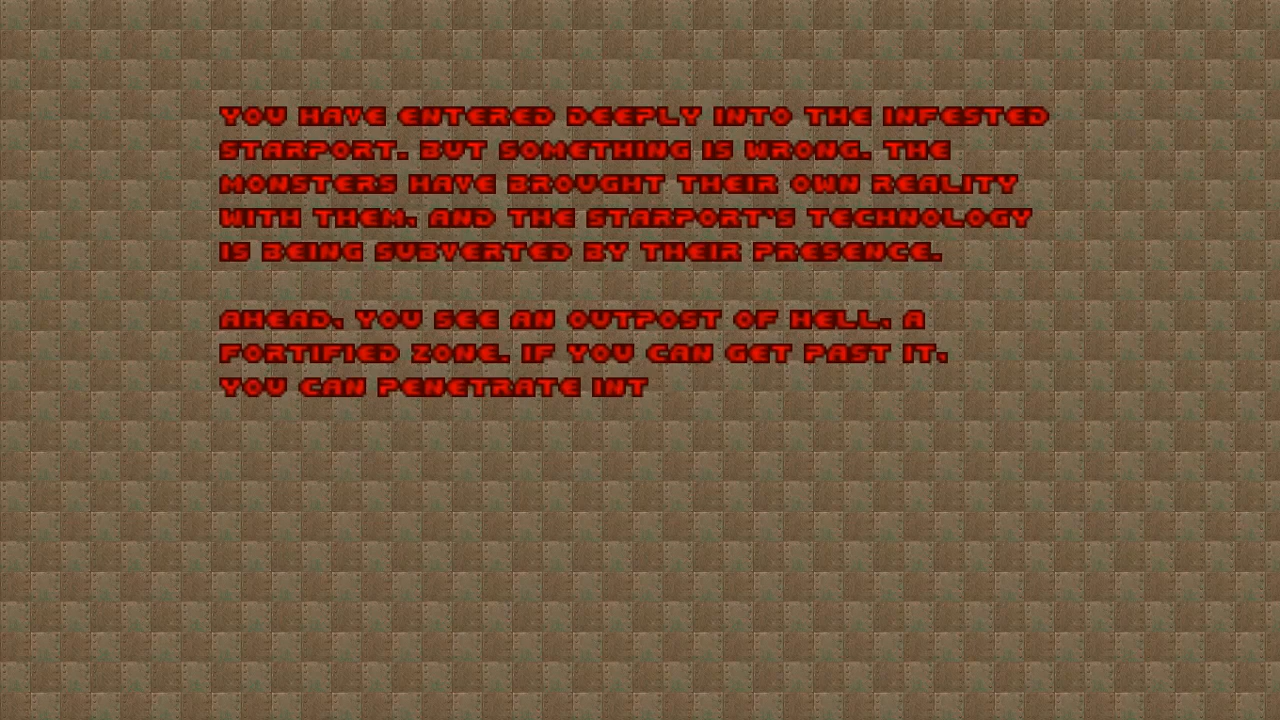 YOU HAVE ENTERED DEEPLY INTO THE INFESTED
STARPORT. BUT SOMETHING IS WRONG. THE
MONSTERS HAVE BROUGHT THEIR OWN REALITY
WITH THEM, AND THE STARPORT'S TECHNOLOGY
IS BEING SUBVERTED BY THEIR PRESENCE.
AHEAD, YOU SEE AN OUTPOST OF HELL, A
FORTIFIED ZONE. IF YOU CAN GET PAST IT,
YOU CAN PENETRATE INT